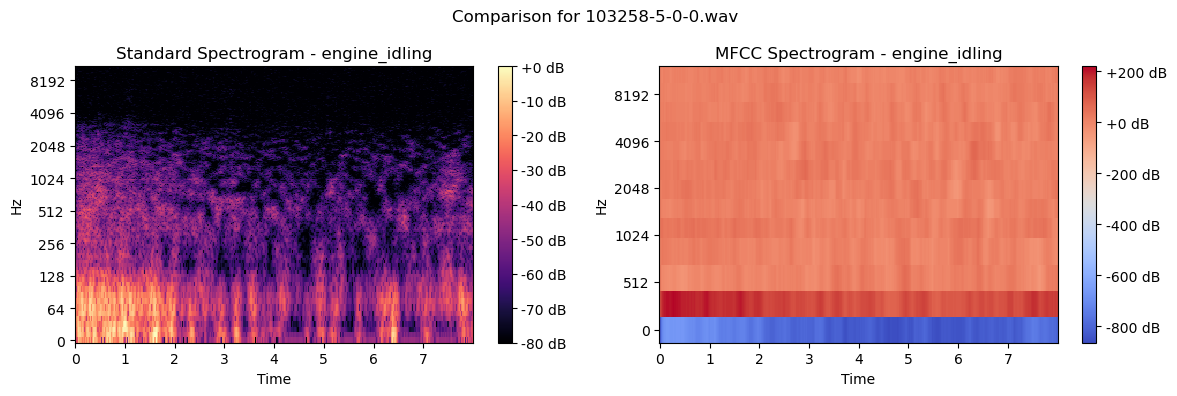 Comparison for 103258-5-0-0.wav
Standard Spectrogram - engine_idling
8192
4096
2048
1024
512
256
128
64
0
Hz
0 1 2 3 4 5 6 7
Time
+0 dB
-10 dB
-20 dB
-30 dB
-40 dB
-50 dB
-60 dB
-70 dB
-80 dB
MFCC Spectrogram - engine_idling
8192
4096
2048
1024
512
0
Hz
0 1 2 3 4 5 6 7
Time
+200 dB
+0 dB
-200 dB
-400 dB
-600 dB
-800 dB